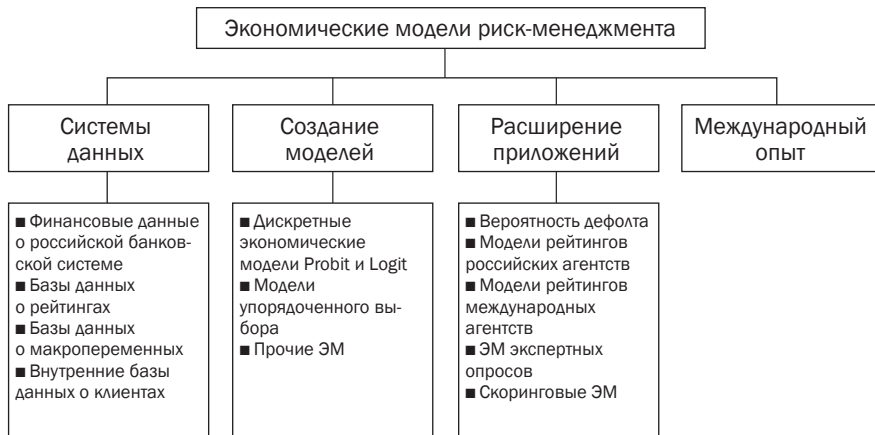 Экономические модели риск-менеджмента
Системы
данных
Создание
моделей
Расширение
приложений
Международный
опыт
■ Финансовые данные
о российской банков-
ской системе
■ Базы данных
о рейтингах
■ Базы данных
о макропеременных
■ Внутренние базы
данных о клиентах
■ Дискретные
экономические
модели Probit и Logit
■ Модели
упорядоченного вы-
бора
■ Прочие ЭМ
■ Вероятность дефолта
■ Модели рейтингов
российских агентств
■ Модели рейтингов
международных
агентств
■ ЭМ экспертных
опросов
■ Скоринговые ЭМ